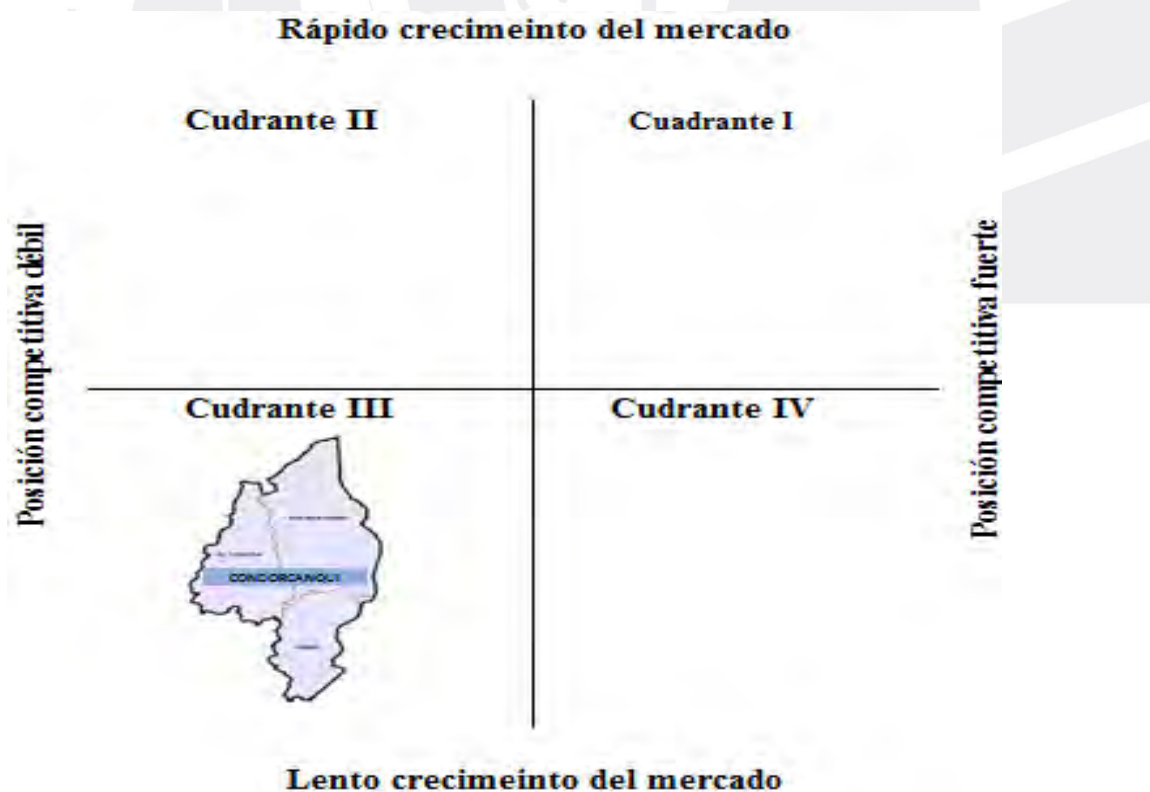 Rápido crecimeinto del mercado
Cudrante II
Cuadrante I
Posición competitiva débil
Posición competitiva fuerte
Cudrante III
Cudrante IV
CONDORCANQUI
Lento crecimeinto del mercado